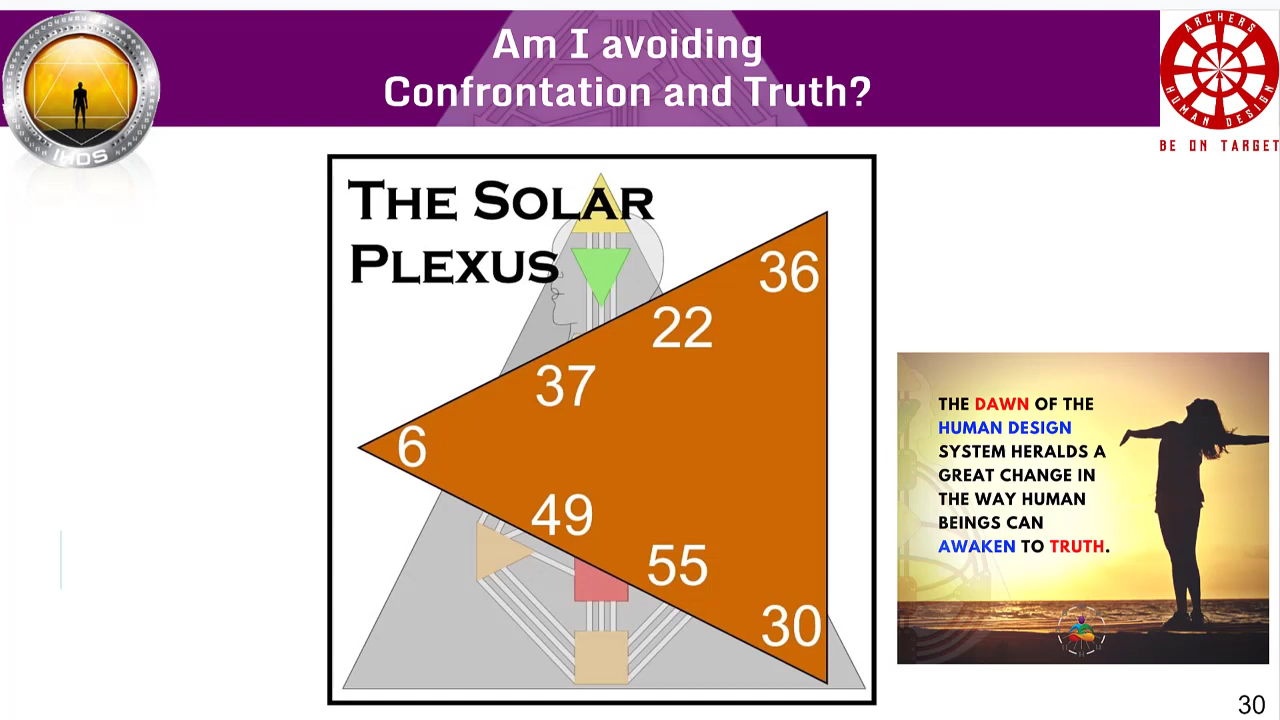 Am I avoiding
Confrontation and Truth?
IHDS
ARCHERS
HUMAN DESIGN
BE ON TARGET
THE SOLAR
PLEXUS
36
22
37
6
49
55
30
THE DAWN OF THE
HUMAN DESIGN
SYSTEM HERALDS A
GREAT CHANGE IN
THE WAY HUMAN
BEINGS CAN
AWAKEN TO TRUTH.
30